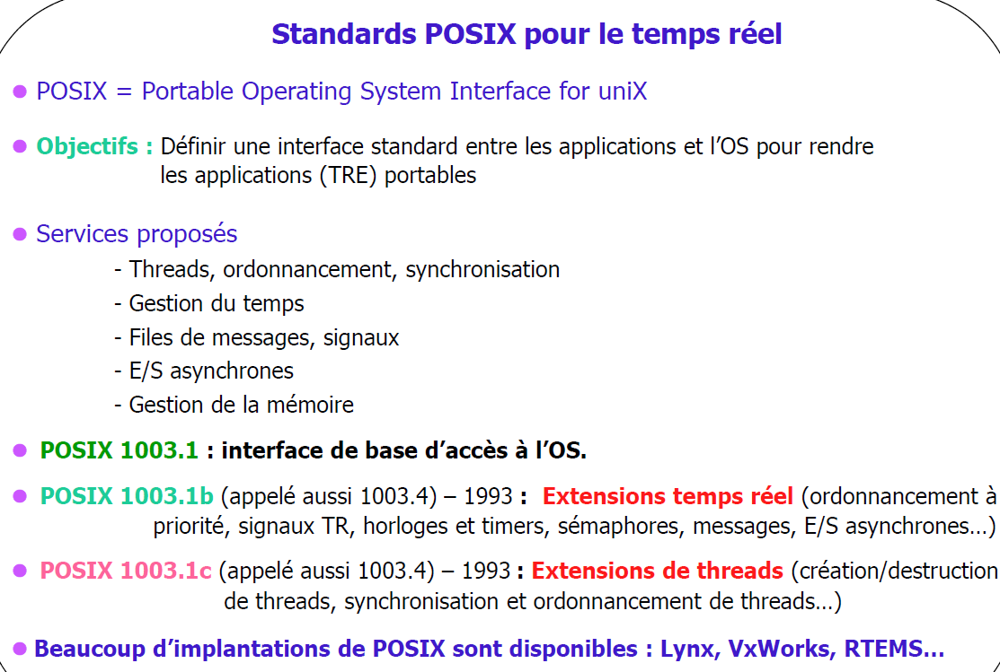 Standards POSIX pour le temps réel
POSIX = Portable Operating System Interface for uniX
Objectifs : Définir une interface standard entre les applications et l’OS pour rendre
les applications (TRE) portables
Services proposés
- Threads, ordonnancement, synchronisation
- Gestion du temps
- Files de messages, signaux
- E/S asynchrones
- Gestion de la mémoire
POSIX 1003.1 : interface de base d’accès à l’OS.
POSIX 1003.1b (appelé aussi 1003.4) – 1993 : Extensions temps réel (ordonnancement à
priorité, signaux TR, horloges et timers, sémaphores, messages, E/S asynchrones…)
POSIX 1003.1c (appelé aussi 1003.4) – 1993 : Extensions de threads (création/destruction
de threads, synchronisation et ordonnancement de threads…)
Beaucoup d’implantations de POSIX sont disponibles : Lynx, VxWorks, RTEMS…